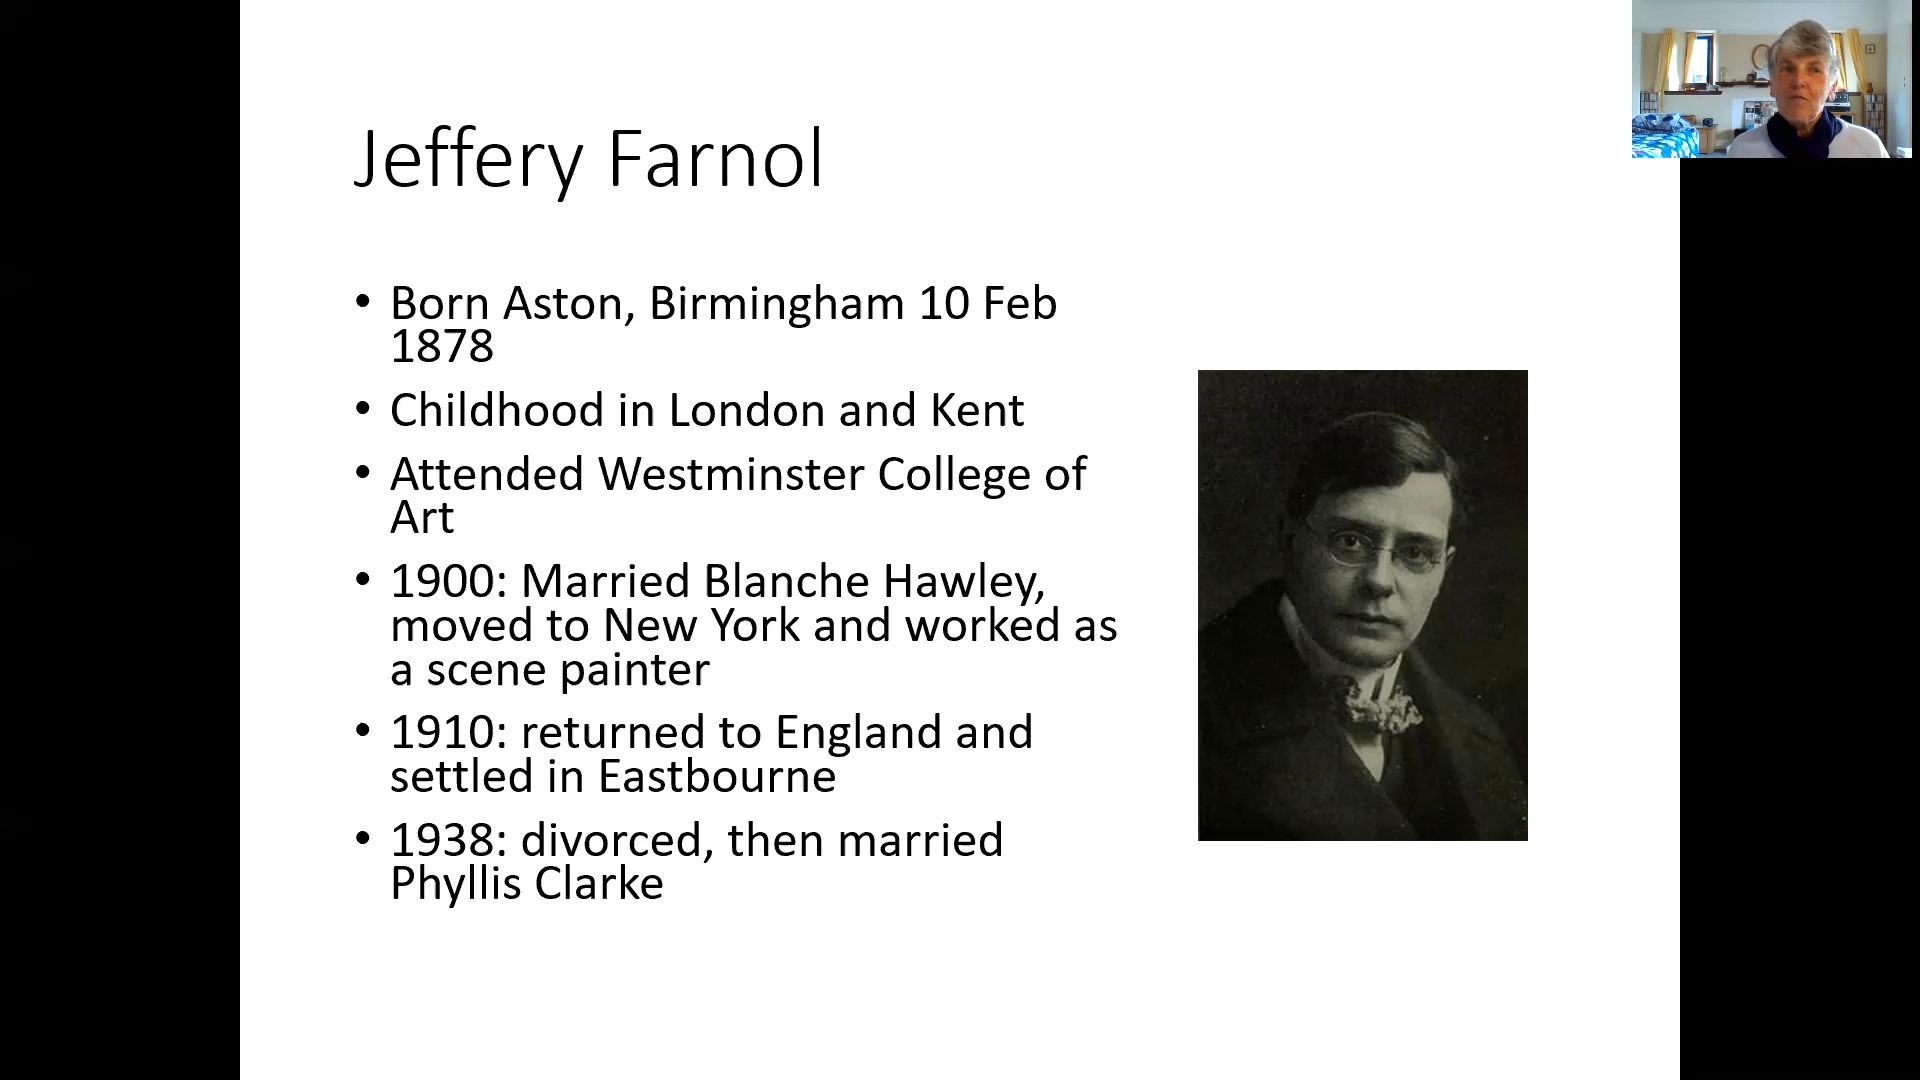 Jeffery Farnol
• Born Aston, Birmingham 10 Feb
1878
• Childhood in London and Kent
• Attended Westminster College of
Art
• 1900: Married Blanche Hawley,
moved to New York and worked as
a scene painter
• 1910: returned to England and
settled in Eastbourne
• 1938: divorced, then married
Phyllis Clarke